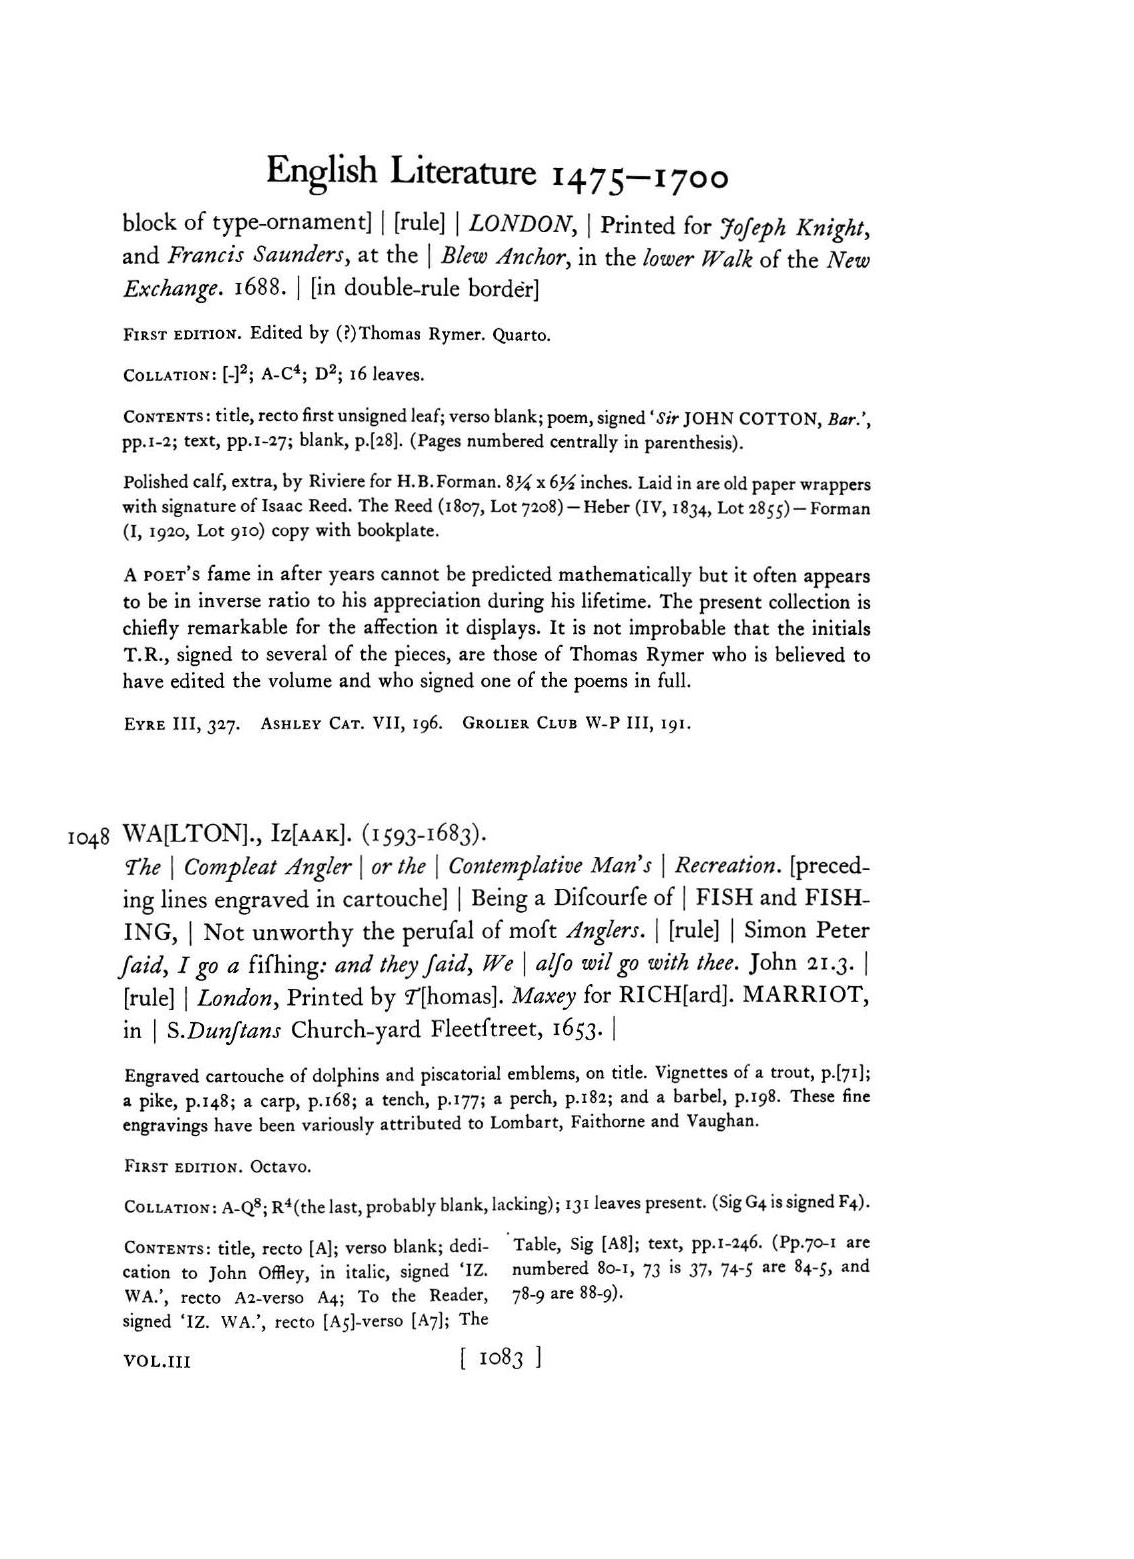 English Literature 1475—1700
block of type-ornament] | [rule] | LONDON, | Printed for Joſeph Knight,
and Francis Saunders, at the | Blew Anchor, in the lower Walk of the New
Exchange. 1688. | [in double-rule border]
FIRST EDITION. Edited by (?)Thomas Rymer. Quarto.
COLLATION: [-]²; A-C⁴; D²; 16 leaves.
CONTENTS: title, recto first unsigned leaf; verso blank; poem, signed ‘Sir JOHN COTTON, Bar.’,
pp.1-2; text, pp.1-27; blank, p.[28]. (Pages numbered centrally in parenthesis).
Polished calf, extra, by Riviere for H.B.Forman. 8¼ x 6½ inches. Laid in are old paper wrappers
with signature of Isaac Reed. The Reed (1807, Lot 7208)—Heber (IV, 1834, Lot 2855)—Forman
(I, 1920, Lot 910) copy with bookplate.
A POET'S fame in after years cannot be predicted mathematically but it often appears
to be in inverse ratio to his appreciation during his lifetime. The present collection is
chiefly remarkable for the affection it displays. It is not improbable that the initials
T.R., signed to several of the pieces, are those of Thomas Rymer who is believed to
have edited the volume and who signed one of the poems in full.
EYRE III, 327. ASHLEY CAT. VII, 196. GROLIER CLUB W-P III, 191.
1048 WA[LTON]., Iz[AAK]. (1593-1683).
The | Compleat Angler | or the | Contemplative Man's | Recreation. [preced-
ing lines engraved in cartouche] | Being a Diſcourſe of | FISH and FISH-
ING, | Not unworthy the peruſal of moſt Anglers. | [rule] | Simon Peter
ſaid, I go a fiſhing: and they ſaid, We | alſo wil go with thee. John 21.3. |
[rule] | London, Printed by T[homas]. Maxey for RICH[ard]. MARRIOT,
in | S.Dunſtans Church-yard Fleetſtreet, 1653. |
Engraved cartouche of dolphins and piscatorial emblems, on title. Vignettes of a trout, p.[71];
a pike, p.148; a carp, p.168; a tench, p.177; a perch, p.182; and a barbel, p.198. These fine
engravings have been variously attributed to Lombart, Faithorne and Vaughan.
FIRST EDITION. Octavo.
COLLATION: A-Q⁸; R⁴(the last, probably blank, lacking); 131 leaves present. (Sig G4 is signed F4).
CONTENTS: title, recto [A]; verso blank; dedi-
cation to John Offley, in italic, signed ‘IZ.
WA.’, recto A2-verso A4; To the Reader,
signed ‘IZ. WA.’, recto [A5]-verso [A7]; The
Table, Sig [A8]; text, pp.1-246. (Pp.70-1 are
numbered 80-1, 73 is 37, 74-5 are 84-5, and
78-9 are 88-9).
VOL.III [ 1083 ]